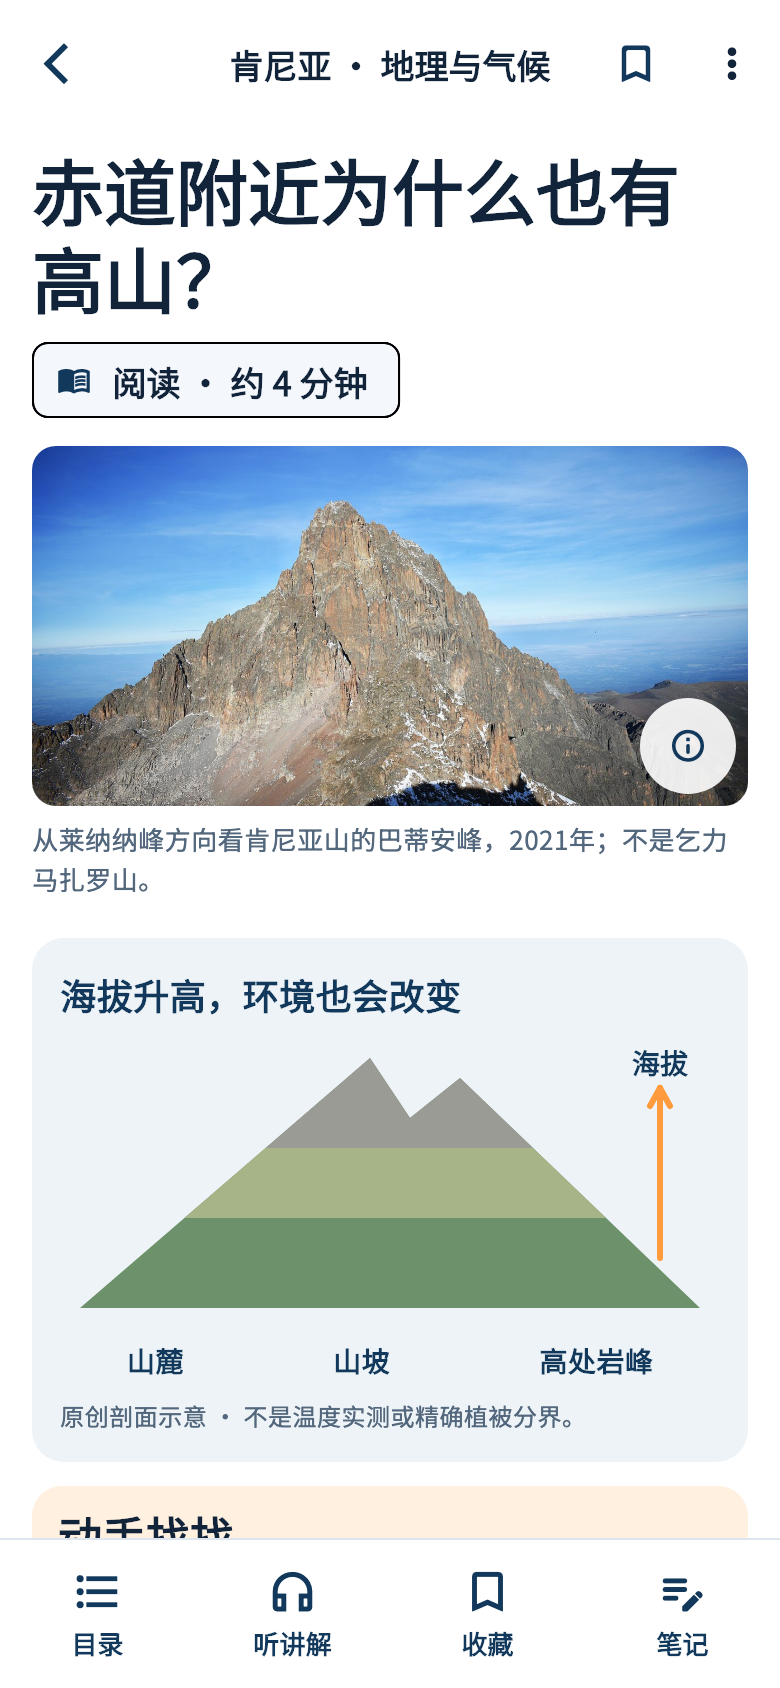 肯尼亚 · 地理与气候
赤道附近为什么也有
高山？
阅读 · 约 4 分钟
从莱纳纳峰方向看肯尼亚山的巴蒂安峰，2021年；不是乞力
马扎罗山。
海拔升高，环境也会改变
海拔
山麓 山坡 高处岩峰
原创剖面示意 · 不是温度实测或精确植被分界。
动手找找
目录 听讲解 收藏 笔记